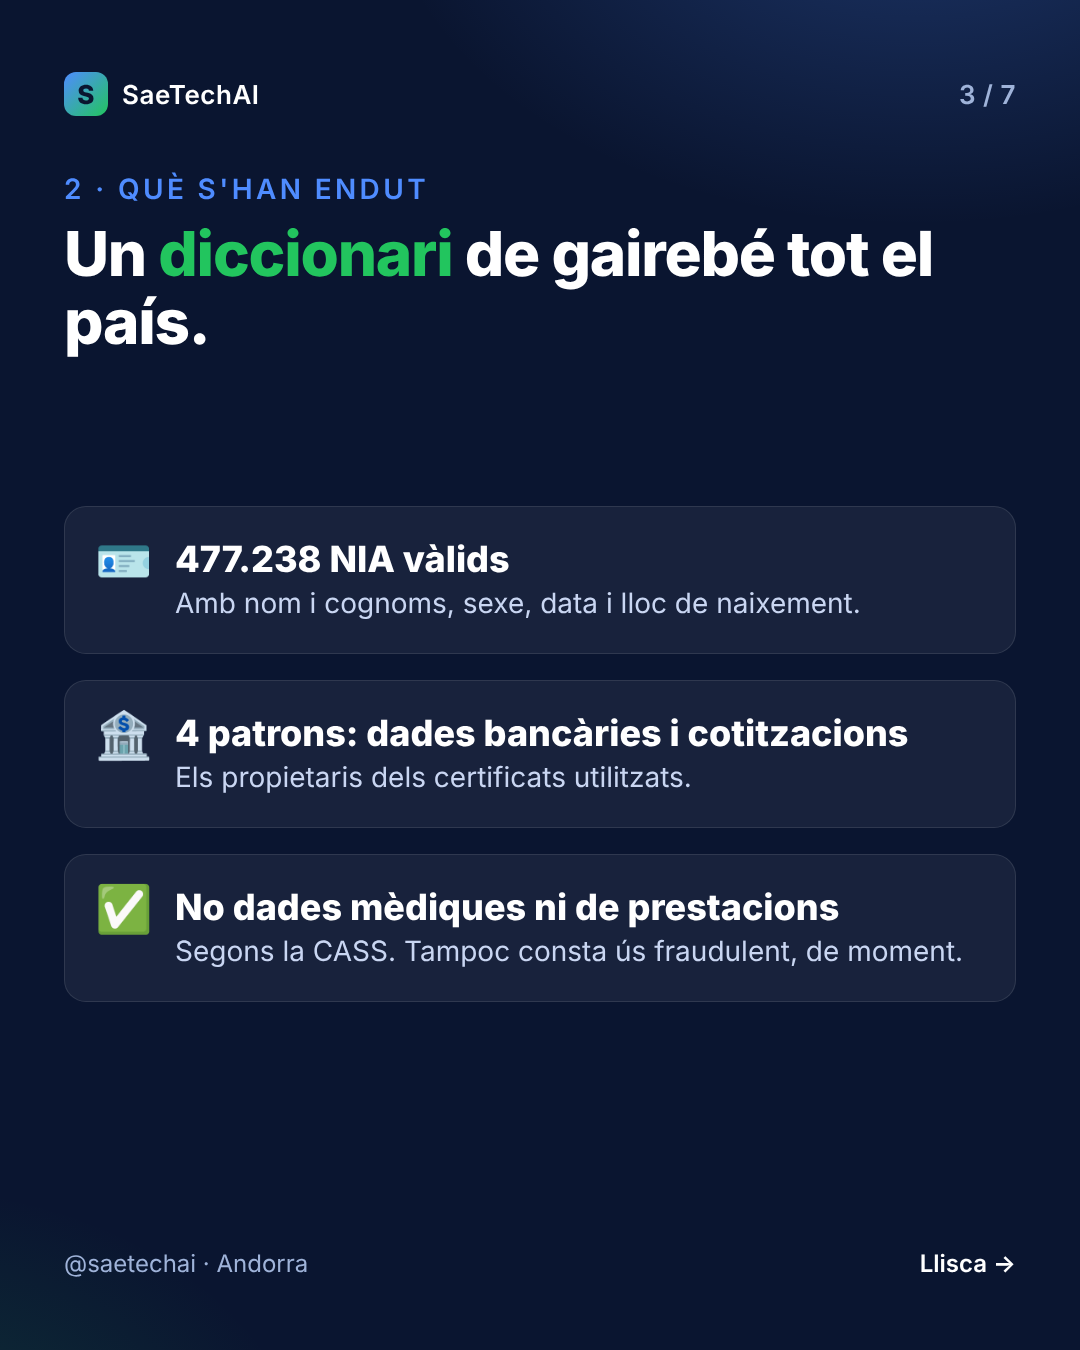 S SaeTechAI
3 / 7
2 · QUÈ S'HAN ENDUT
Un diccionari de gairebé tot el
país.
477.238 NIA vàlids
Amb nom i cognoms, sexe, data i lloc de naixement.
4 patrons: dades bancàries i cotitzacions
Els propietaris dels certificats utilitzats.
No dades mèdiques ni de prestacions
Segons la CASS. Tampoc consta ús fraudulent, de moment.
@saetechai · Andorra
Llisca →